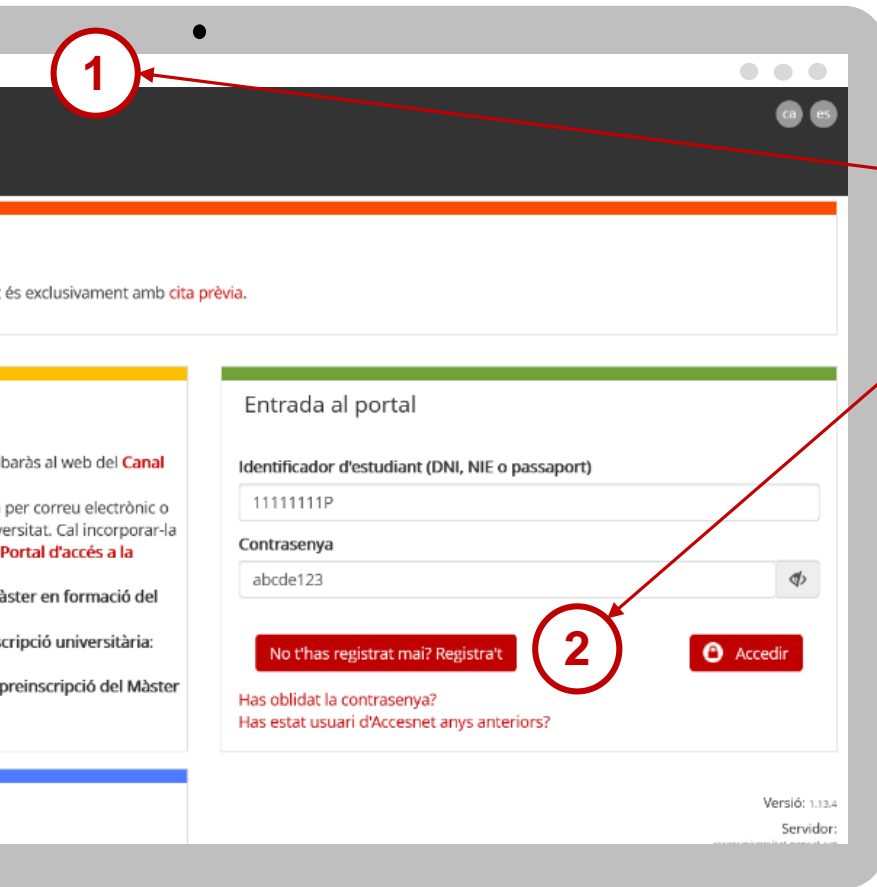 1
ca es
t és exclusivament amb cita prèvia.
baràs al web del Canal
per correu electrònic o
versitat. Cal incorporar-la
Portal d'accés a la
àster en formació del
scripció universitària:
preinscripció del Màster
Entrada al portal
Identificador d'estudiant (DNI, NIE o passaport)
11111111P
Contrasenya
abcde123
No t'has registrat mai? Registra't
2
Accedir
Has oblidat la contrasenya?
Has estat usuari d'Accesnet anys anteriors?
Versió: 1.13.4
Servidor: